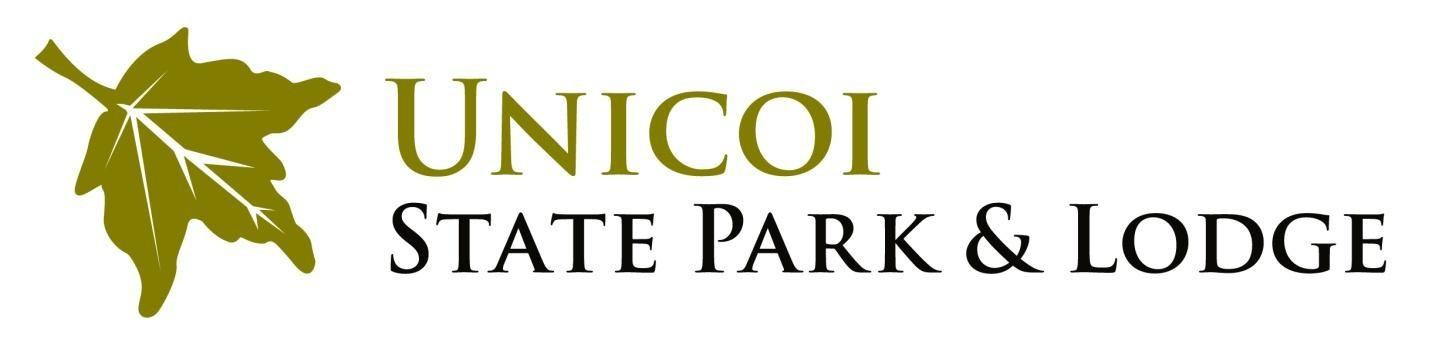 UNICOI
STATE PARK & LODGE